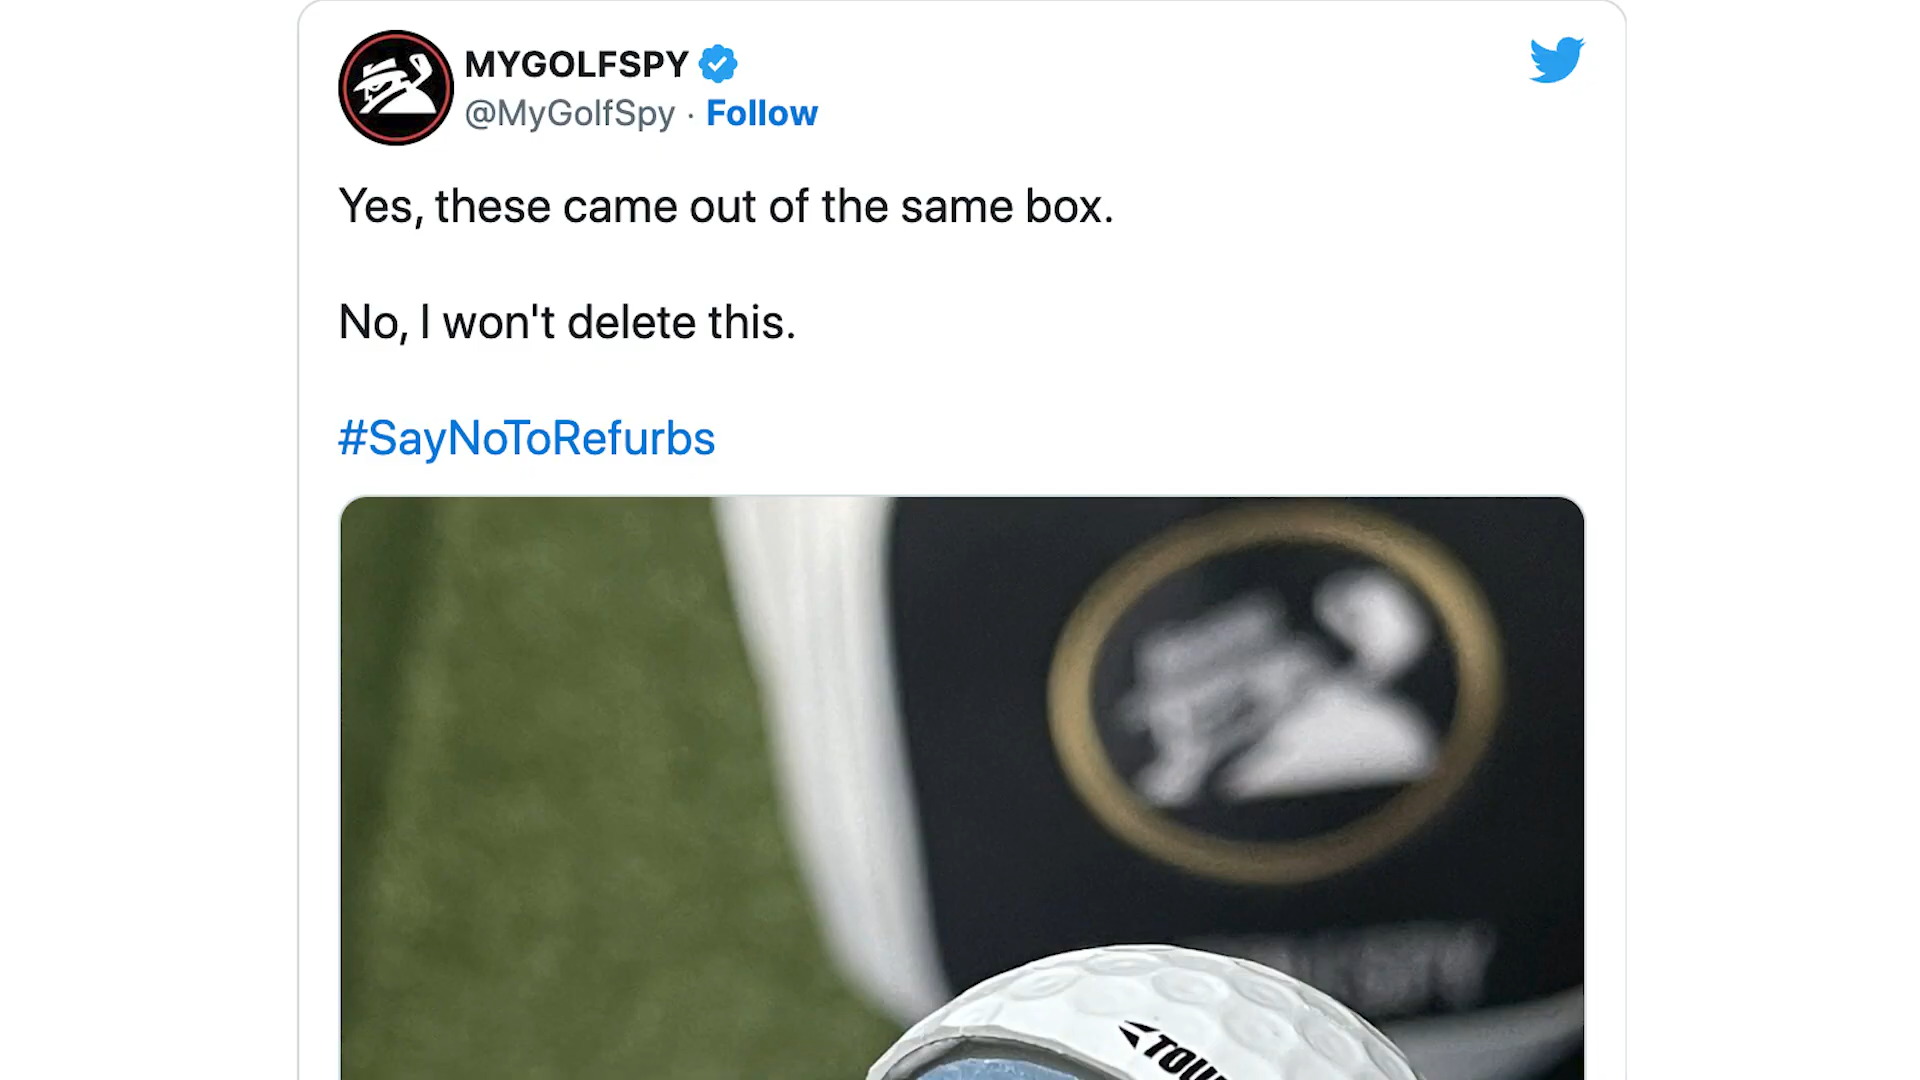 MYGOLFSPY
@MyGolfSpy · Follow
Yes, these came out of the same box.
No, I won't delete this.
#SayNoToRefurbs